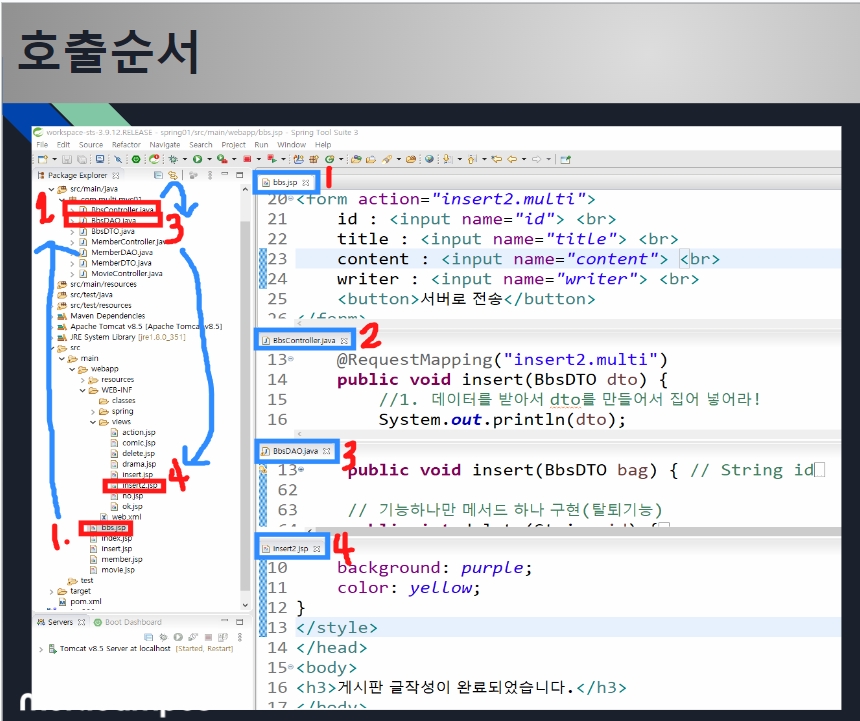 호출순서
workspace-sts-3.9.12.RELEASE - spring01/src/main/webapp/bbs.jsp - Spring Tool Suite 3
File Edit Source Refactor Navigate Search Project Run Window Help
Package Explorer
src/main/java
BbsController.java
BbsDAO.java
BbsDTO.java
MemberController.java
MemberDAO.java
MemberDTO.java
MovieController.java
src/main/resources
src/test/java
src/test/resources
Maven Dependencies
Apache Tomcat v8.5 [Apache Tomcat v8.5]
JRE System Library [jre1.8.0_351]
src
main
webapp
resources
WEB-INF
classes
spring
views
action.jsp
comic.jsp
delete.jsp
drama.jsp
insert.jsp
insert2.jsp
no.jsp
ok.jsp
web.xml
bbs.jsp
index.jsp
insert.jsp
member.jsp
movie.jsp
test
target
pom.xml
2
3
4
1.
Servers Boot Dashboard
Tomcat v8.5 Server at localhost [Started, Restart]
bbs.jsp 1
20 <form action="insert2.multi">
21 id : <input name="id"> <br>
22 title : <input name="title"> <br>
23 content : <input name="content"> <br>
24 writer : <input name="writer"> <br>
25 <button>서버로 전송</button>
26 </form>
BbsController.java 2
13 @RequestMapping("insert2.multi")
14 public void insert(BbsDTO dto) {
15 //1. 데이터를 받아서 dto를 만들어서 집어 넣어라!
16 System.out.println(dto);
BbsDAO.java 3
13 public void insert(BbsDTO bag) { // String id
62
63 // 기능하나만 메서드 하나 구현(탈퇴기능)
insert2.jsp 4
10 background: purple;
11 color: yellow;
12 }
13 </style>
14 </head>
15 <body>
16 <h3>게시판 글작성이 완료되었습니다.</h3>
17 </body>